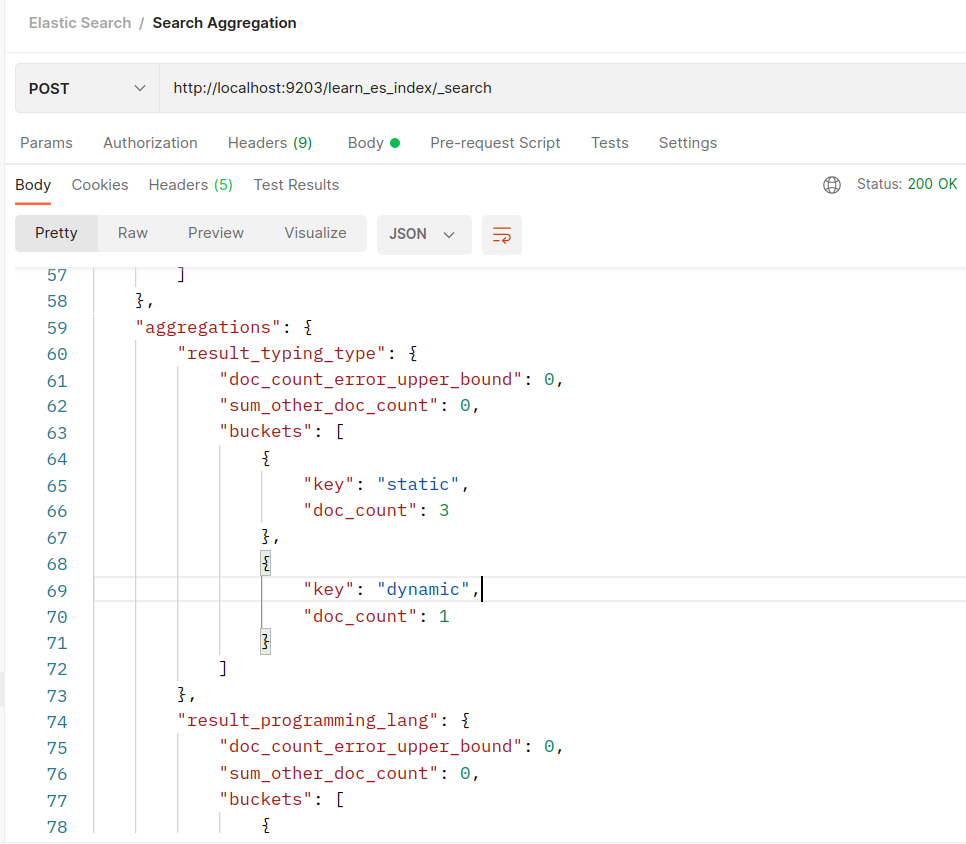 Elastic Search / Search Aggregation
POST http://localhost:9203/learn_es_index/_search
Params Authorization Headers (9) Body Pre-request Script Tests Settings
Body Cookies Headers (5) Test Results Status: 200 OK
Pretty Raw Preview Visualize JSON
57 ]
58 },
59 "aggregations": {
60 "result_typing_type": {
61 "doc_count_error_upper_bound": 0,
62 "sum_other_doc_count": 0,
63 "buckets": [
64 {
65 "key": "static",
66 "doc_count": 3
67 },
68 {
69 "key": "dynamic",
70 "doc_count": 1
71 }
72 ]
73 },
74 "result_programming_lang": {
75 "doc_count_error_upper_bound": 0,
76 "sum_other_doc_count": 0,
77 "buckets": [
78 {